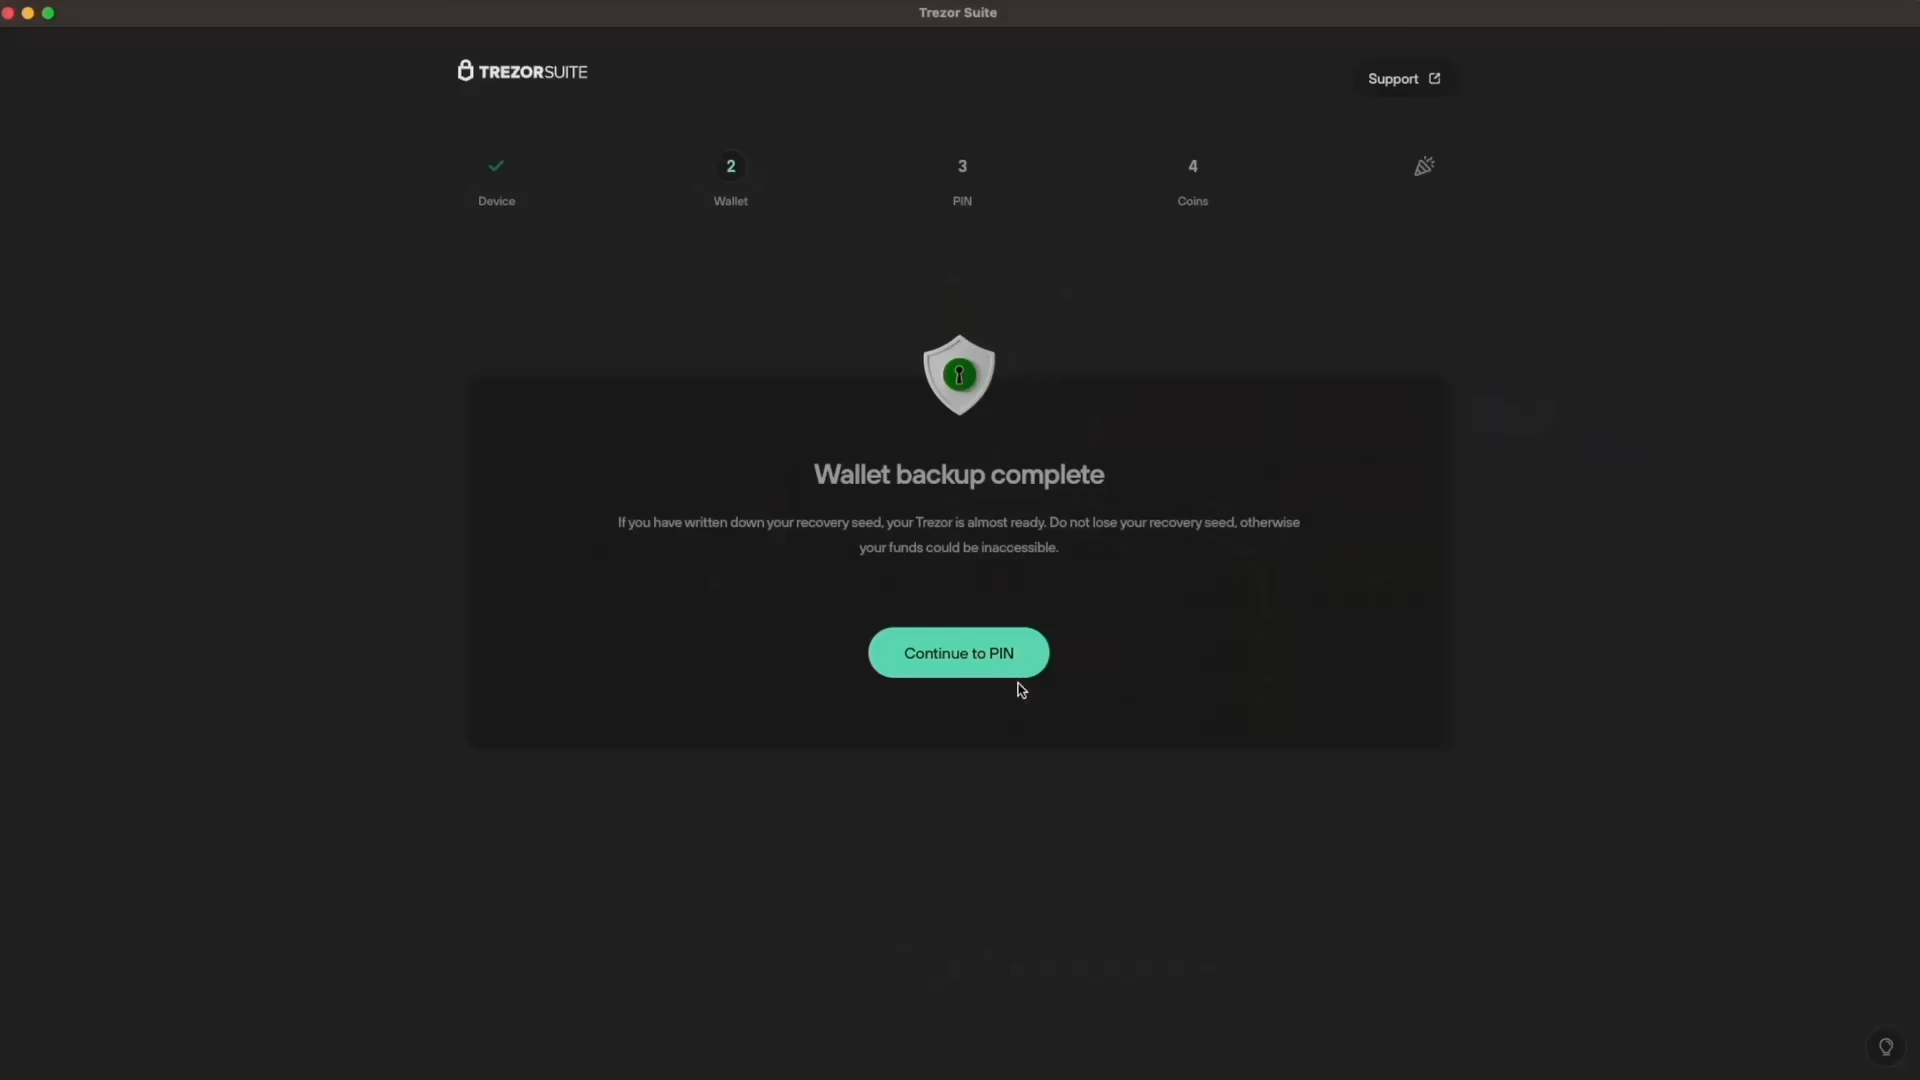 Trezor Suite
TREZORSUITE
Support
2
3
4
Device
Wallet
PIN
Coins
Wallet backup complete
If you have written down your recovery seed, your Trezor is almost ready. Do not lose your recovery seed, otherwise
your funds could be inaccessible.
Continue to PIN